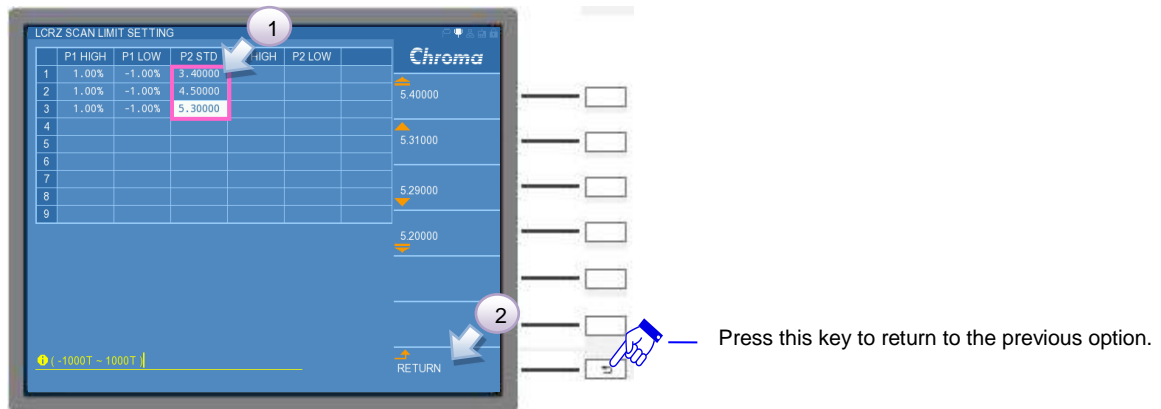 1
LCRZ SCAN LIMIT SETTING
Chroma
P1 HIGH P1 LOW P2 STD HIGH P2 LOW
1 1.00% -1.00% 3.40000
2 1.00% -1.00% 4.50000
3 1.00% -1.00% 5.30000
4
5
6
7
8
9
5.40000
5.31000
5.29000
5.20000
2
( -1000T ~ 1000T )
RETURN
Press this key to return to the previous option.